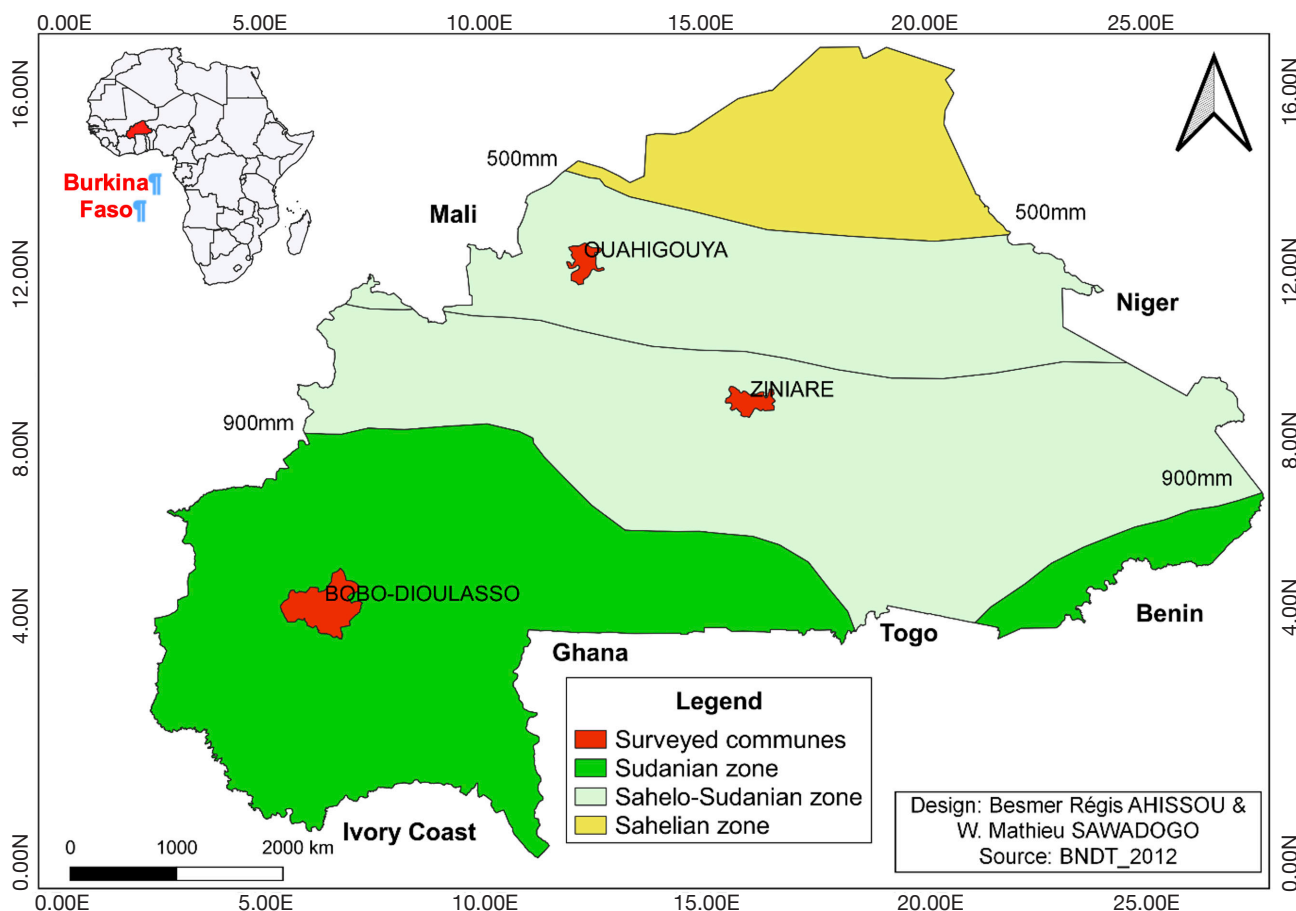 0.00E 5.00E 10.00E 15.00E 20.00E 25.00E
16.00N
16.00N
Burkina¶
Faso¶
500mm
Mali
500mm
OUAHIGOUYA
12.00N
12.00N
Niger
ZINIARE
900mm
8.00N
8.00N
900mm
BOBO-DIOULASSO
4.00N
4.00N
Benin
Togo
Ghana
Legend
Surveyed communes
Sudanian zone
Sahelo-Sudanian zone
Sahelian zone
Ivory Coast
Design: Besmer Régis AHISSOU &
W. Mathieu SAWADOGO
Source: BNDT_2012
0 1000 2000 km
0.00N
0.00N
0.00E 5.00E 10.00E 15.00E 20.00E 25.00E